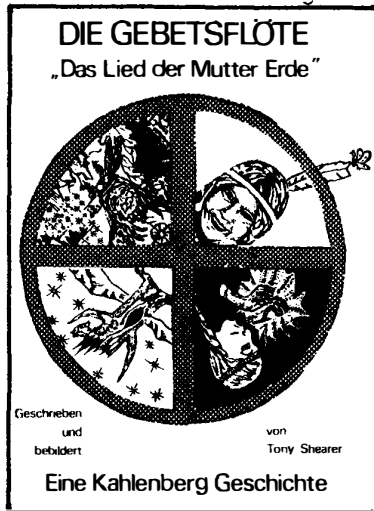 DIE GEBETSFLÖTE
„Das Lied der Mutter Erde”
Geschrieben
und
bebildert
von
Tony Shearer
Eine Kahlenberg Geschichte